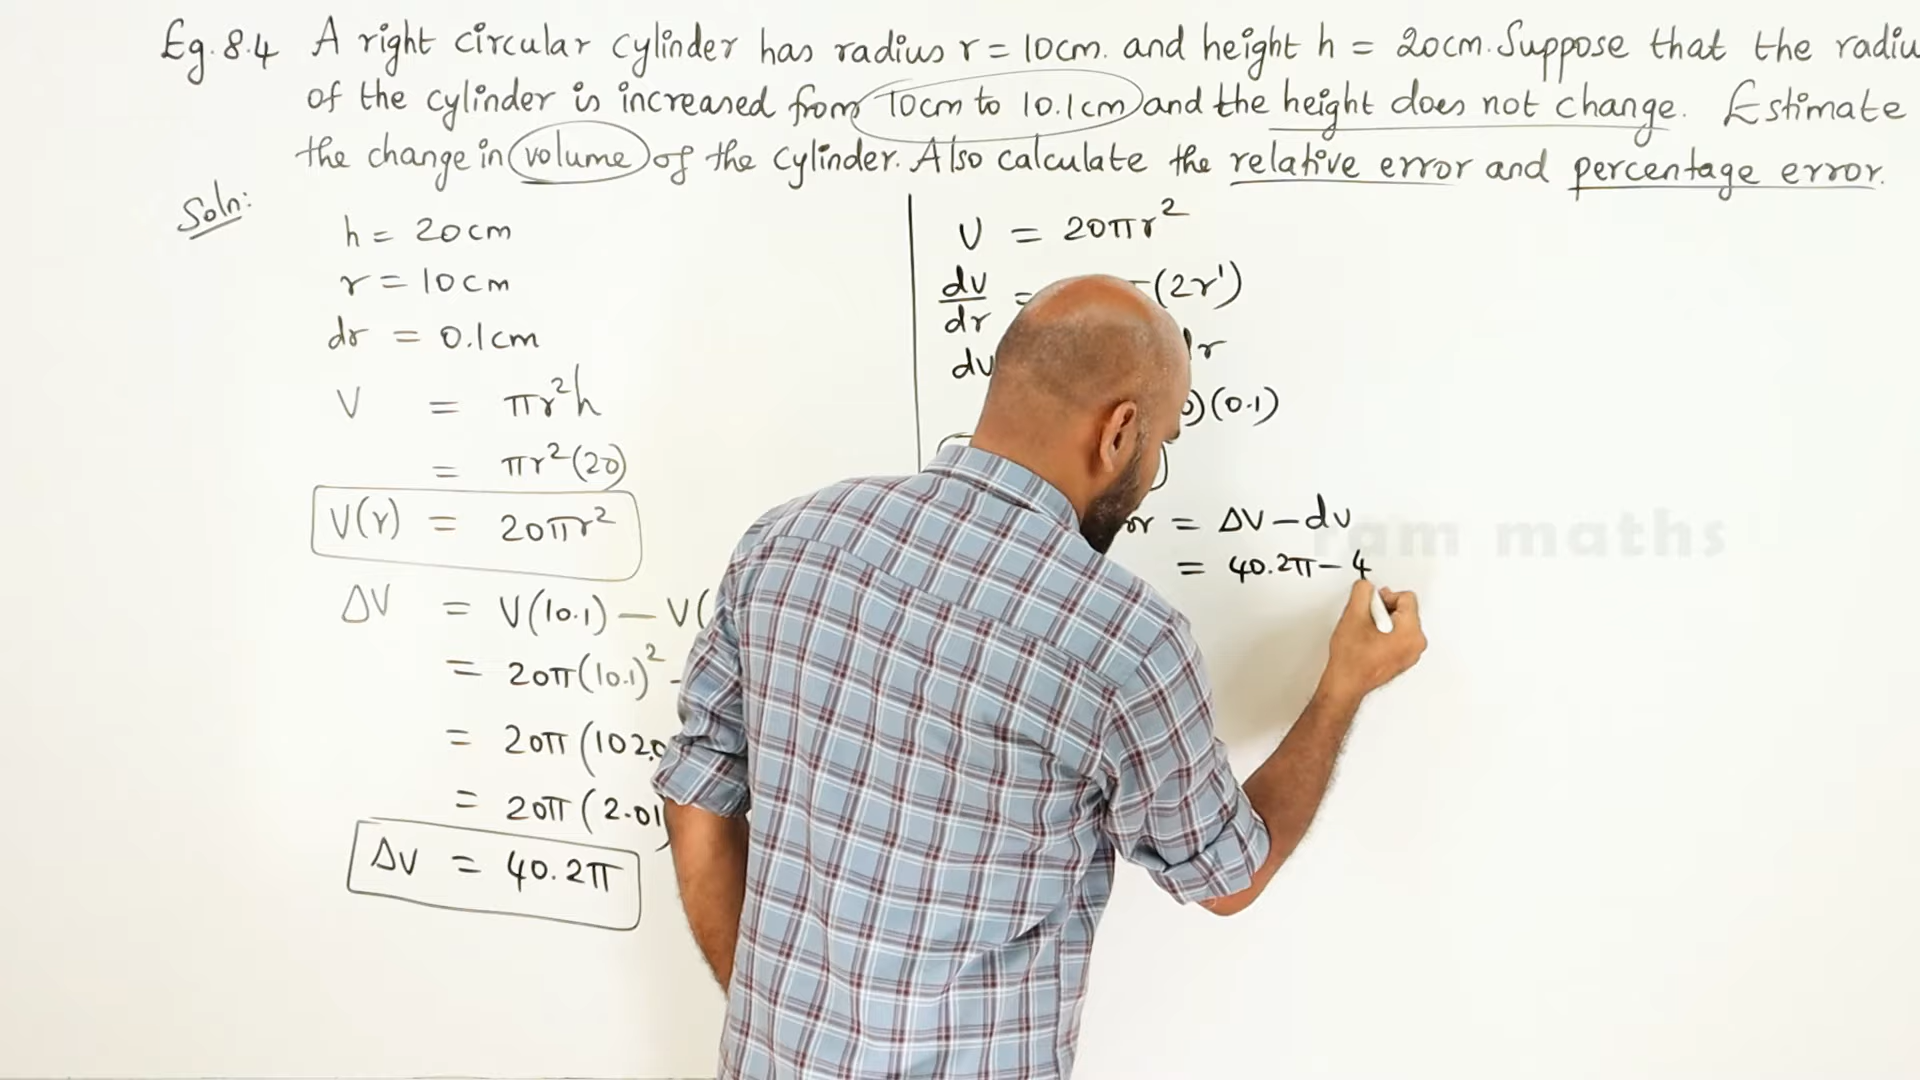 Eg. 8.4 A right circular cylinder has radius r = 10cm. and height h = 20cm. Suppose that the radiu
of the cylinder is increased from 10cm to 10.1cm and the height does not change. Estimate
the change in volume of the cylinder. Also calculate the relative error and percentage error.
Soln:
h = 20cm
r = 10cm
dr = 0.1cm
V = πr²h
= πr²(20)
V(r) = 20πr²
ΔV = V(10.1) – V(
= 20π(10.1)² -
= 20π(102.0
= 20π(2.01)
ΔV = 40.2π
V = 20πr²
dv/dr = (2r')
dv r
)(0.1)
or = ΔV – dv
= 40.2π – 4
ram maths